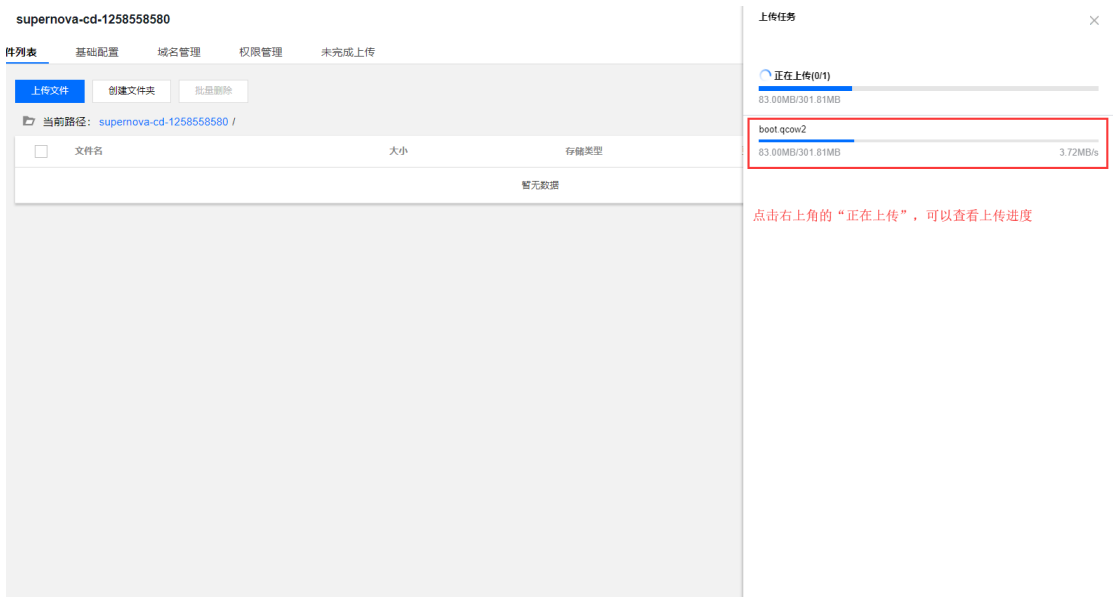 supernova-cd-1258558580
件列表 基础配置 域名管理 权限管理 未完成上传
上传文件 创建文件夹 批量删除
当前路径： supernova-cd-1258558580 /
文件名 大小 存储类型
暂无数据
上传任务
正在上传(0/1)
83.00MB/301.81MB
boot.qcow2
83.00MB/301.81MB 3.72MB/s
点击右上角的“正在上传”，可以查看上传进度